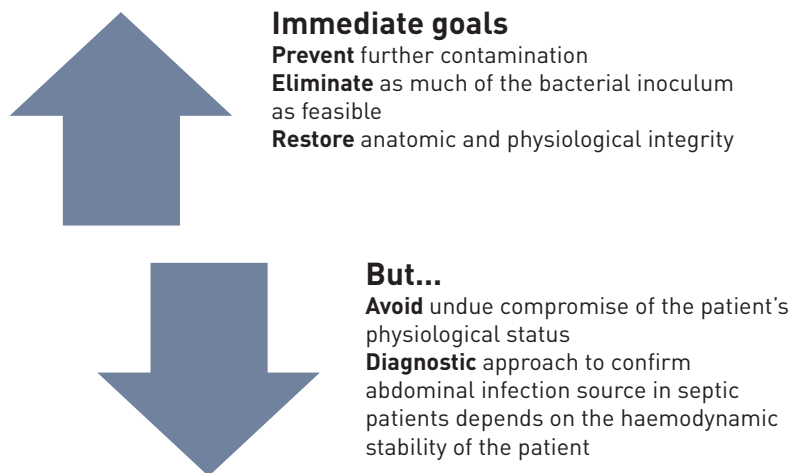 Immediate goals
Prevent further contamination
Eliminate as much of the bacterial inoculum
as feasible
Restore anatomic and physiological integrity
But...
Avoid undue compromise of the patient’s
physiological status
Diagnostic approach to confirm
abdominal infection source in septic
patients depends on the haemodynamic
stability of the patient